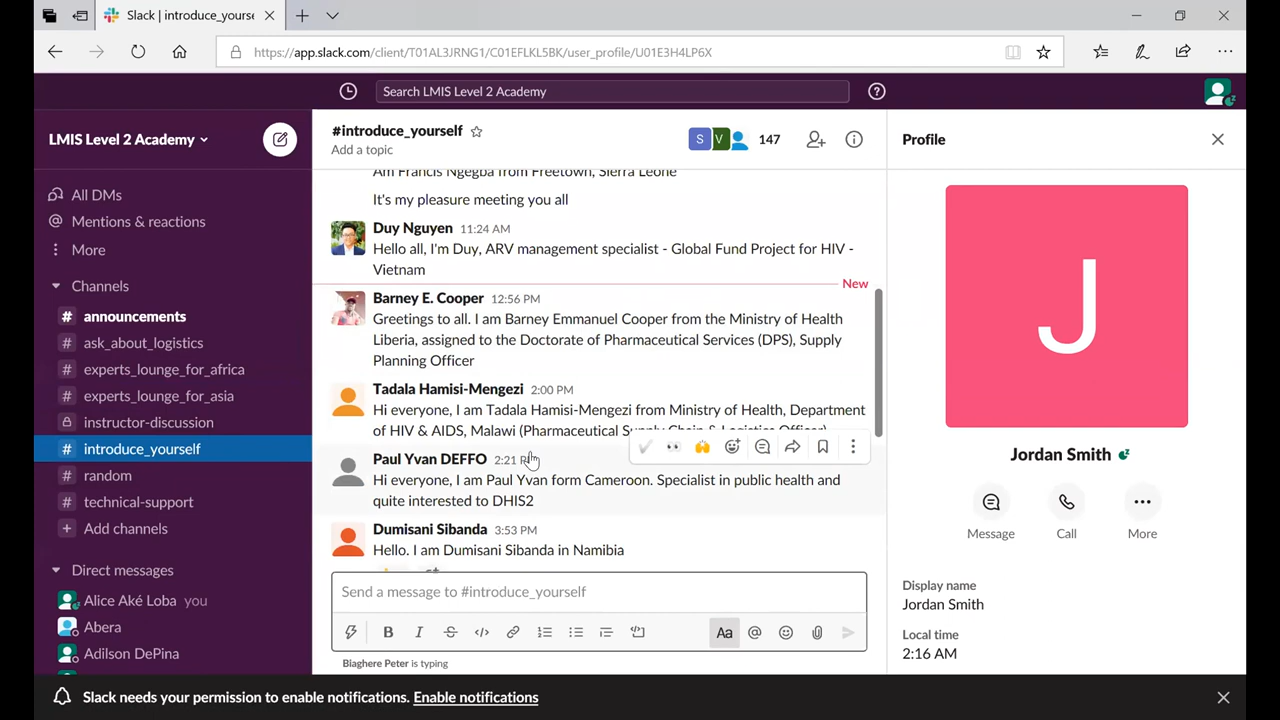 Slack | introduce_yourse
https://app.slack.com/client/T01AL3JRNG1/C01EFLKL5BK/user_profile/U01E3H4LP6X
Search LMIS Level 2 Academy
LMIS Level 2 Academy
All DMs
Mentions & reactions
More
Channels
# announcements
# ask_about_logistics
# experts_lounge_for_africa
# experts_lounge_for_asia
instructor-discussion
# introduce_yourself
# random
# technical-support
+ Add channels
Direct messages
Alice Aké Loba you
Abera
Adilson DePina
#introduce_yourself
Add a topic
S V 147
Am Francis Ngegba from Freetown, Sierra Leone
It's my pleasure meeting you all
Duy Nguyen 11:24 AM
Hello all, I'm Duy, ARV management specialist - Global Fund Project for HIV -
Vietnam
New
Barney E. Cooper 12:56 PM
Greetings to all. I am Barney Emmanuel Cooper from the Ministry of Health
Liberia, assigned to the Doctorate of Pharmaceutical Services (DPS), Supply
Planning Officer
Tadala Hamisi-Mengezi 2:00 PM
Hi everyone, I am Tadala Hamisi-Mengezi from Ministry of Health, Department
of HIV & AIDS, Malawi (Pharmaceutical Supply Chain & Logistics Officer)
Paul Yvan DEFFO 2:21
Hi everyone, I am Paul Yvan form Cameroon. Specialist in public health and
quite interested to DHIS2
Dumisani Sibanda 3:53 PM
Hello. I am Dumisani Sibanda in Namibia
Send a message to #introduce_yourself
B I S Aa @
Biaghere Peter is typing
Profile
J
Jordan Smith
Message Call More
Display name
Jordan Smith
Local time
2:16 AM
Slack needs your permission to enable notifications. Enable notifications